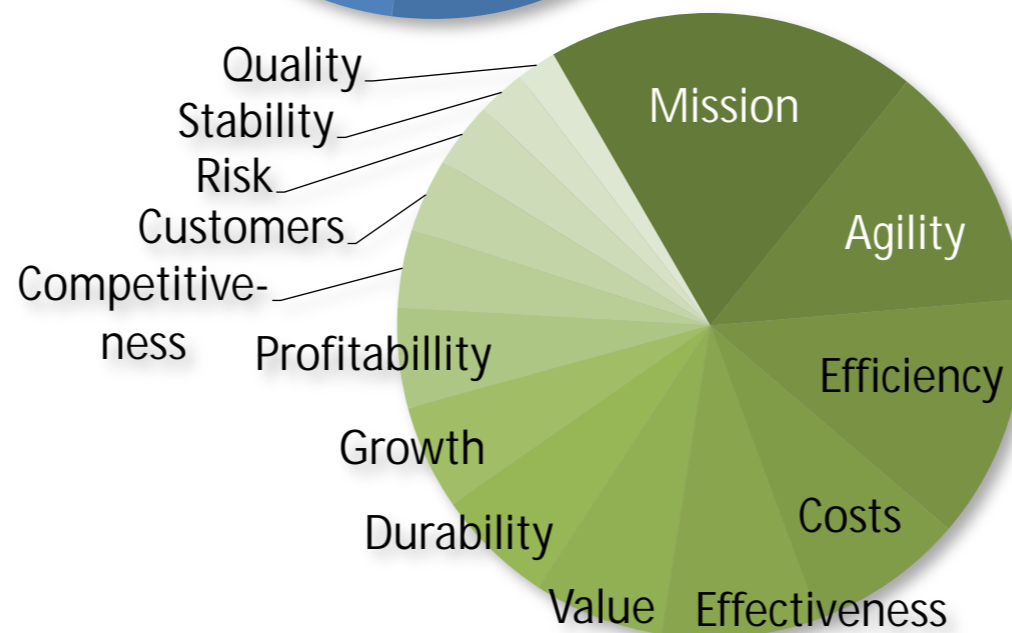 Quality
Mission
Stability
Risk
Customers
Agility
Competitive-
ness
Profitabillity
Efficiency
Growth
Costs
Durability
Value
Effectiveness